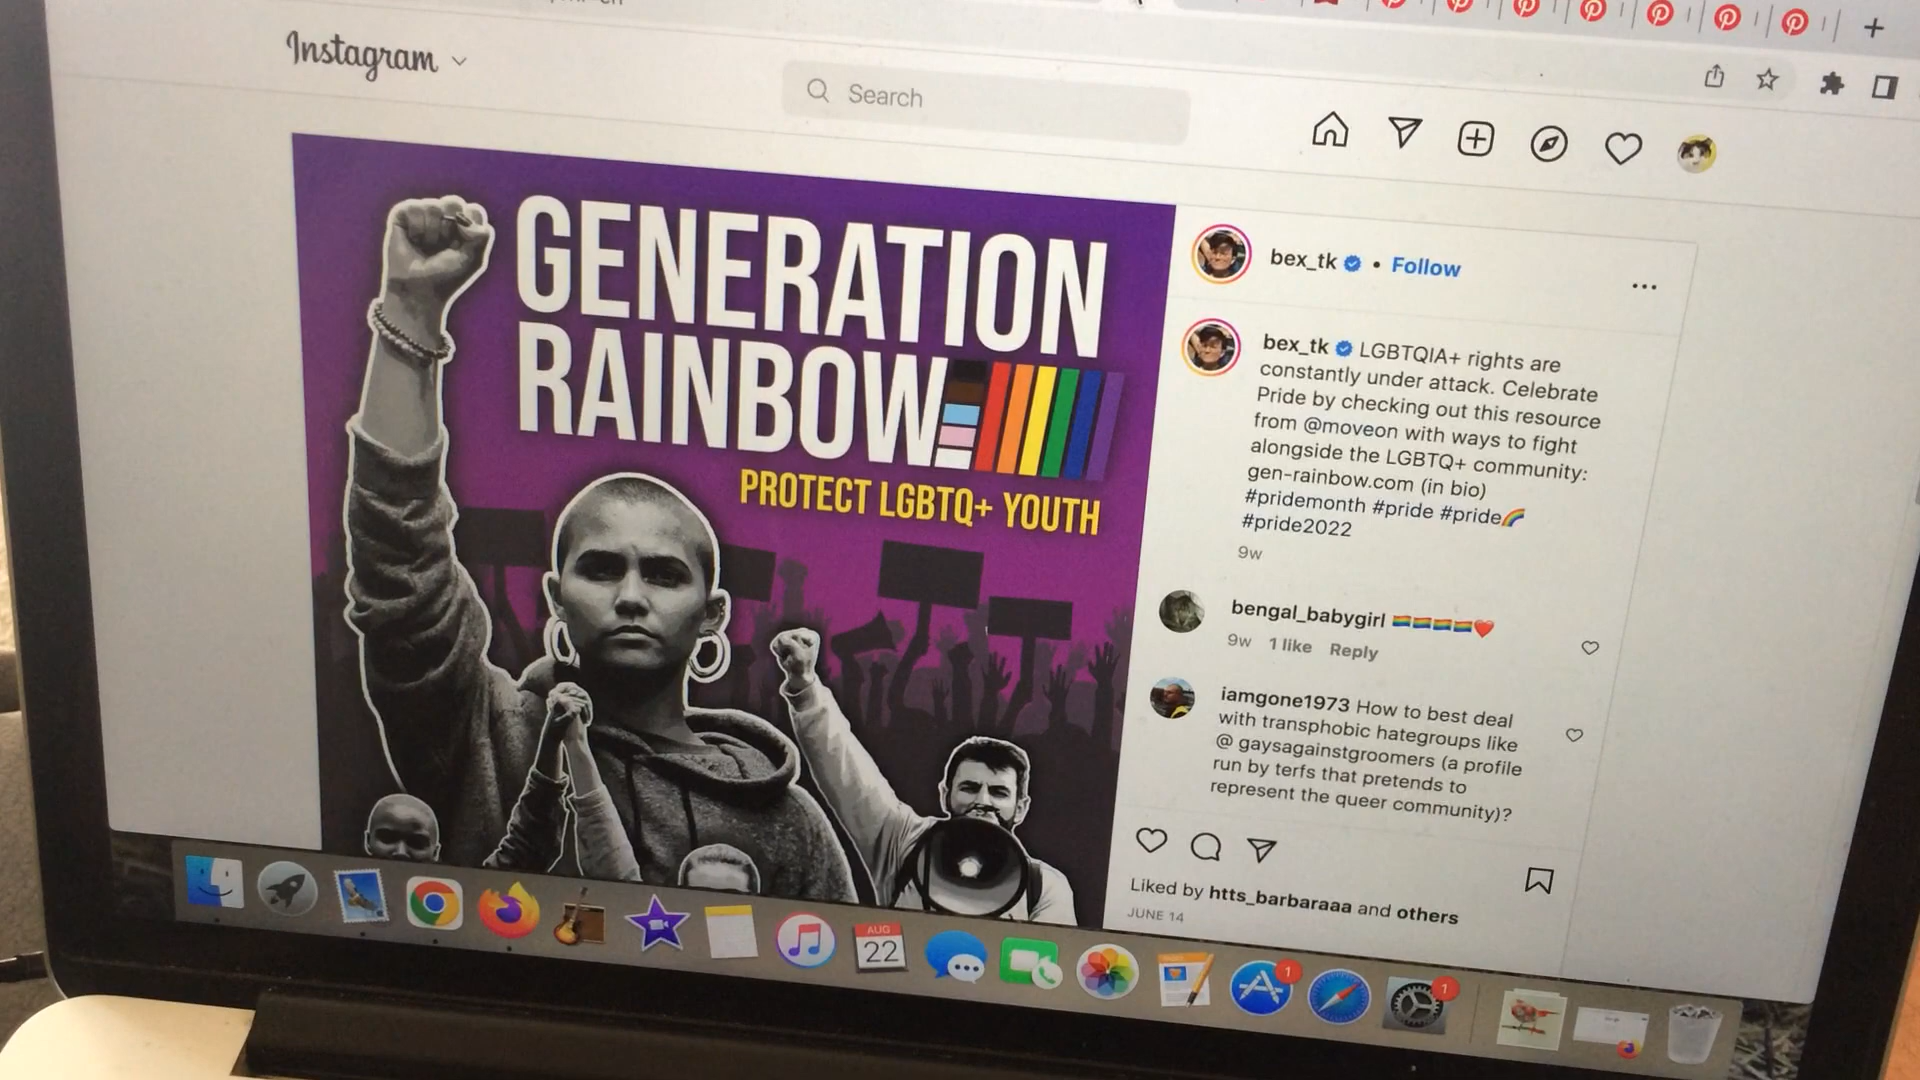 Instagram
Search
GENERATION
RAINBOW
PROTECT LGBTQ+ YOUTH
bex_tk • Follow
bex_tk LGBTQIA+ rights are
constantly under attack. Celebrate
Pride by checking out this resource
from @moveon with ways to fight
alongside the LGBTQ+ community:
gen-rainbow.com (in bio)
#pridemonth #pride #pride🌈
#pride2022
9w
bengal_babygirl 🏳️‍🌈🏳️‍🌈🏳️‍🌈🏳️‍🌈❤️
9w 1 like Reply
iamgone1973 How to best deal
with transphobic hategroups like
@ gaysagainstgroomers (a profile
run by terfs that pretends to
represent the queer community)?
Liked by htts_barbaraaa and others
JUNE 14
AUG
22
1
1